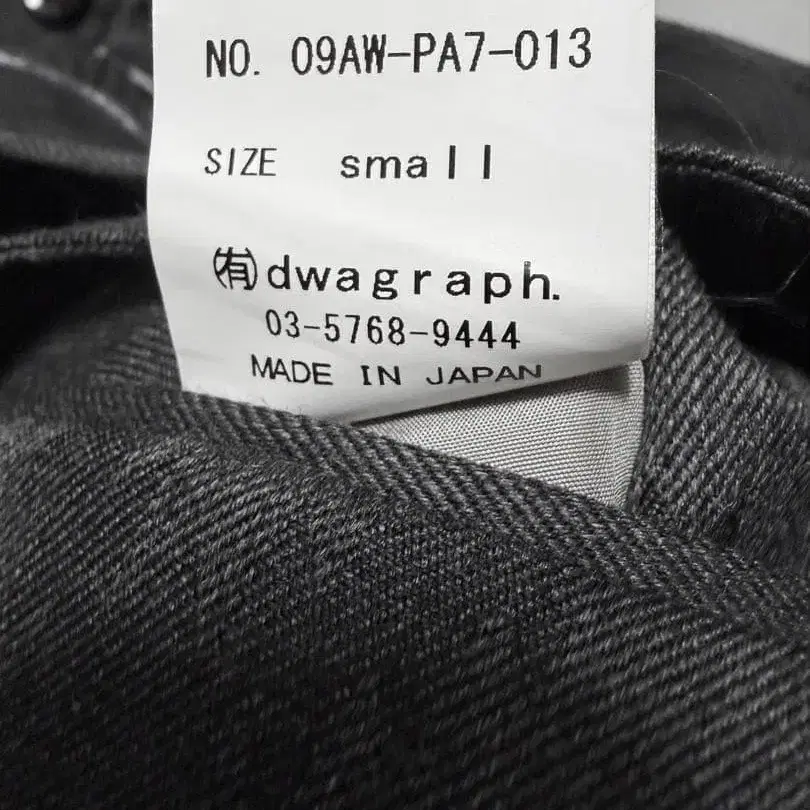 NO. 09AW-PA7-013
SIZE small
㈲dwagraph.
03-5768-9444
MADE IN JAPAN